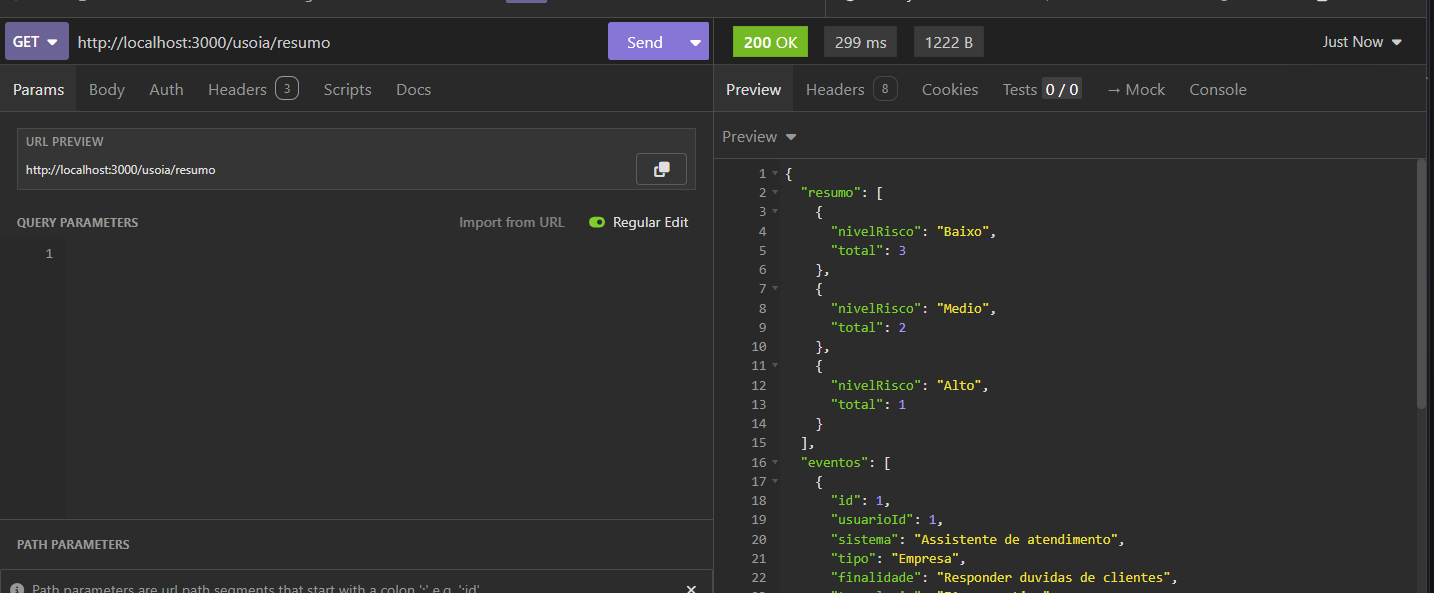 GET http://localhost:3000/usoia/resumo Send 200 OK 299 ms 1222 B Just Now
Params Body Auth Headers 3 Scripts Docs
Preview Headers 8 Cookies Tests 0 / 0 → Mock Console
URL PREVIEW
http://localhost:3000/usoia/resumo
QUERY PARAMETERS Import from URL Regular Edit
1
PATH PARAMETERS
Path parameters are url path segments that start with a colon ':' e.g. ':id'
Preview
1 {
2 "resumo": [
3 {
4 "nivelRisco": "Baixo",
5 "total": 3
6 },
7 {
8 "nivelRisco": "Medio",
9 "total": 2
10 },
11 {
12 "nivelRisco": "Alto",
13 "total": 1
14 }
15 ],
16 "eventos": [
17 {
18 "id": 1,
19 "usuarioId": 1,
20 "sistema": "Assistente de atendimento",
21 "tipo": "Empresa",
22 "finalidade": "Responder duvidas de clientes",